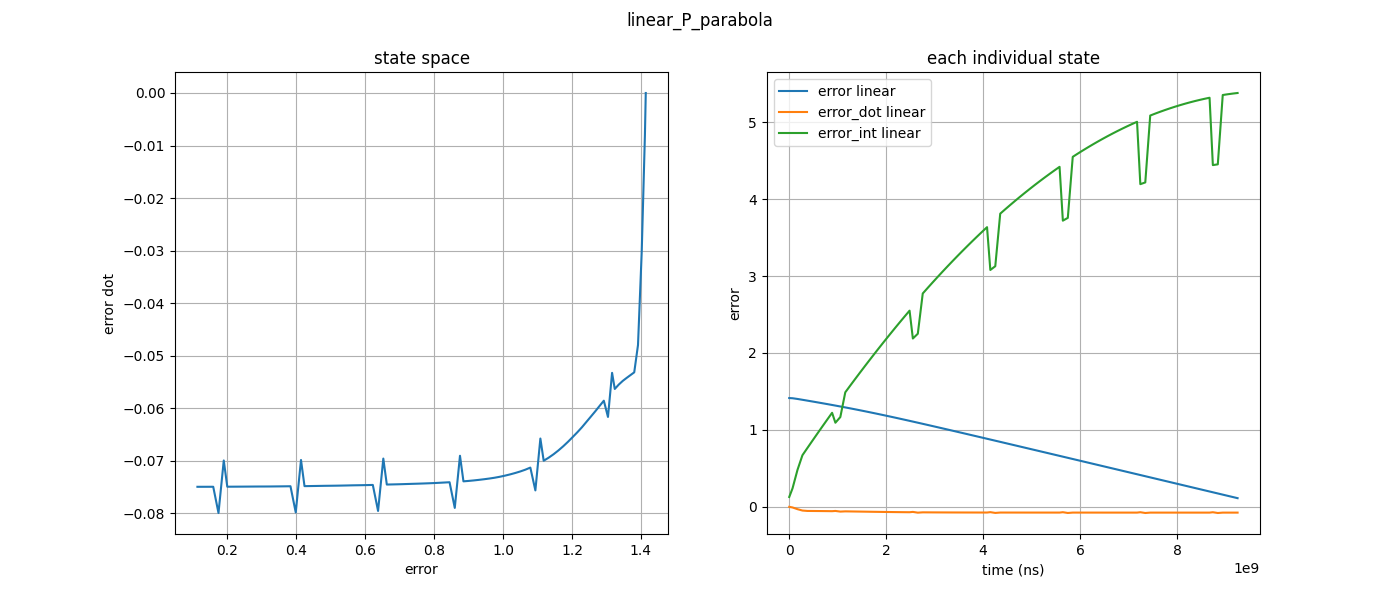 linear_P_parabola
state space
0.00
−0.01
−0.02
−0.03
−0.04
−0.05
−0.06
−0.07
−0.08
error dot
0.2
0.4
0.6
0.8
1.0
1.2
1.4
error
each individual state
error linear
error_dot linear
error_int linear
5
4
3
2
1
0
error
0
2
4
6
8
1e9
time (ns)